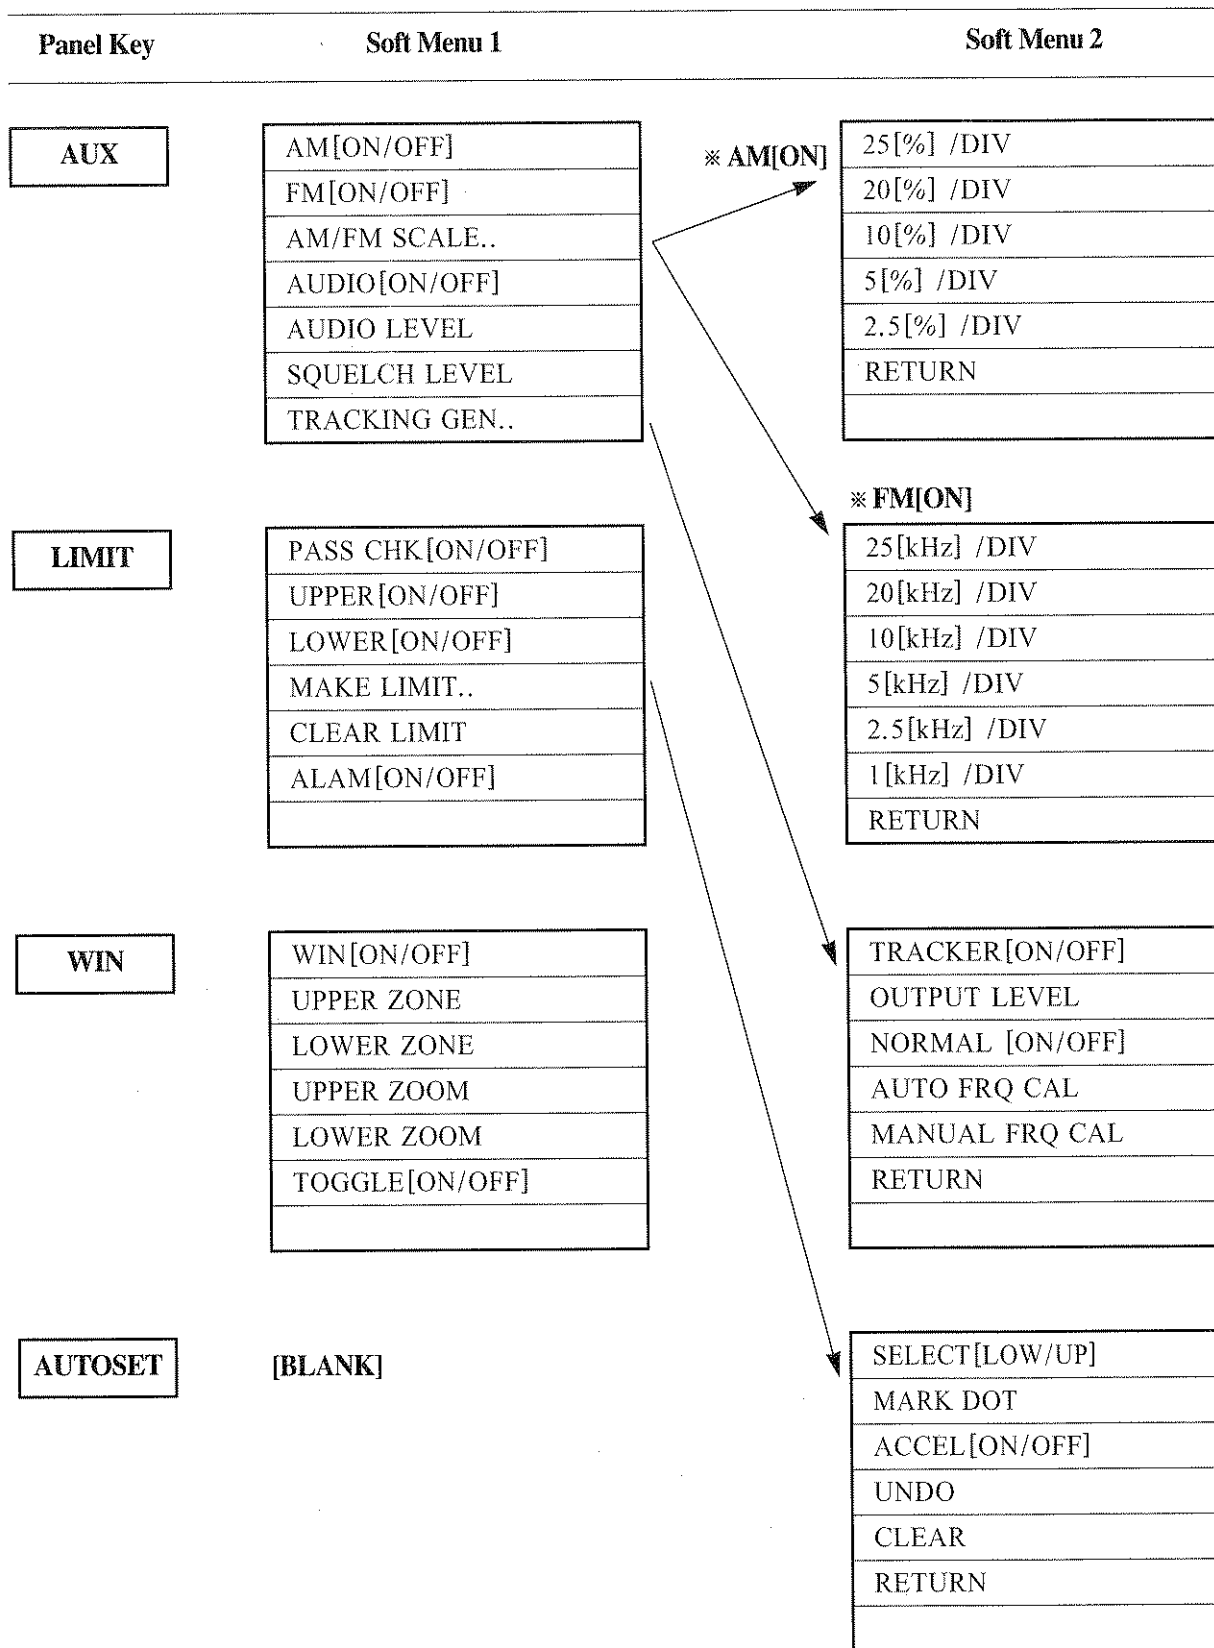 Panel Key Soft Menu 1 Soft Menu 2
AUX
AM[ON/OFF]
FM[ON/OFF]
AM/FM SCALE..
AUDIO[ON/OFF]
AUDIO LEVEL
SQUELCH LEVEL
TRACKING GEN..
※ AM[ON]
25[%] /DIV
20[%] /DIV
10[%] /DIV
5[%] /DIV
2.5[%] /DIV
RETURN
※ FM[ON]
25[kHz] /DIV
20[kHz] /DIV
10[kHz] /DIV
5[kHz] /DIV
2.5[kHz] /DIV
1[kHz] /DIV
RETURN
LIMIT
PASS CHK[ON/OFF]
UPPER[ON/OFF]
LOWER[ON/OFF]
MAKE LIMIT..
CLEAR LIMIT
ALAM[ON/OFF]
WIN
WIN[ON/OFF]
UPPER ZONE
LOWER ZONE
UPPER ZOOM
LOWER ZOOM
TOGGLE[ON/OFF]
TRACKER[ON/OFF]
OUTPUT LEVEL
NORMAL [ON/OFF]
AUTO FRQ CAL
MANUAL FRQ CAL
RETURN
AUTOSET
[BLANK]
SELECT[LOW/UP]
MARK DOT
ACCEL[ON/OFF]
UNDO
CLEAR
RETURN